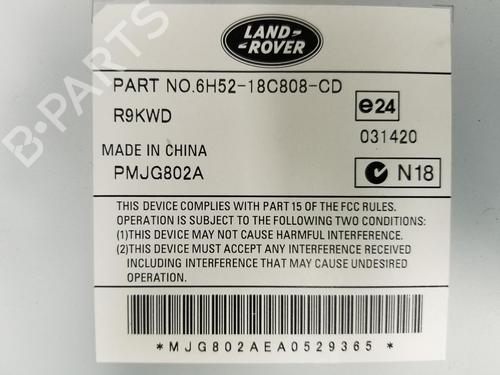 LAND-
ROVER
PART NO.6H52-18C808-CD
R9KWD
e24
031420
MADE IN CHINA
PMJG802A
N18
THIS DEVICE COMPLIES WITH PART 15 OF THE FCC RULES.
OPERATION IS SUBJECT TO THE FOLLOWING TWO CONDITIONS:
(1)THIS DEVICE MAY NOT CAUSE HARMFUL INTERFERENCE.
(2)THIS DEVICE MUST ACCEPT ANY INTERFERENCE RECEIVED
INCLUDING INTERFERENCE THAT MAY CAUSE UNDESIRED
OPERATION.
*MJG802AEA0529365*